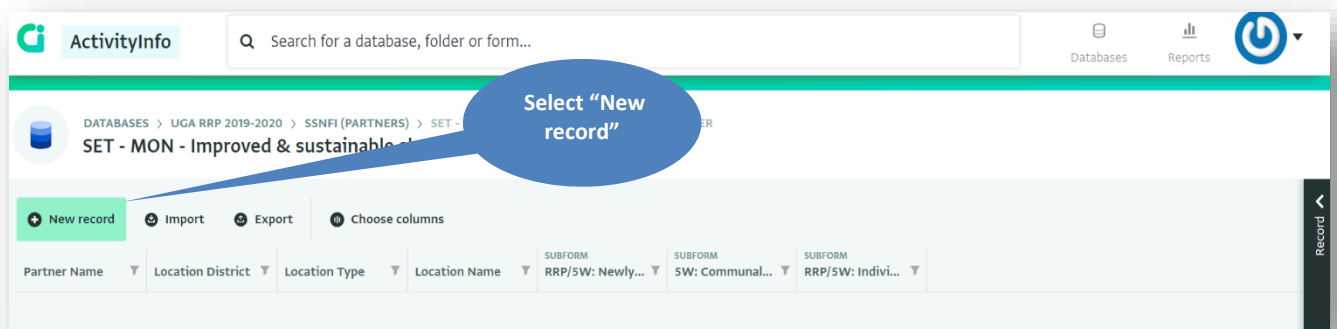 ActivityInfo
Search for a database, folder or form...
Databases
Reports
Select “New
record”
DATABASES > UGA RRP 2019-2020 > SSNFI (PARTNERS) > SET -
SET - MON - Improved & sustainable
New record
Import
Export
Choose columns
Record
Partner Name
Location District
Location Type
Location Name
SUBFORM
RRP/5W: Newly...
SUBFORM
5W: Communal...
SUBFORM
RRP/5W: Indivi...